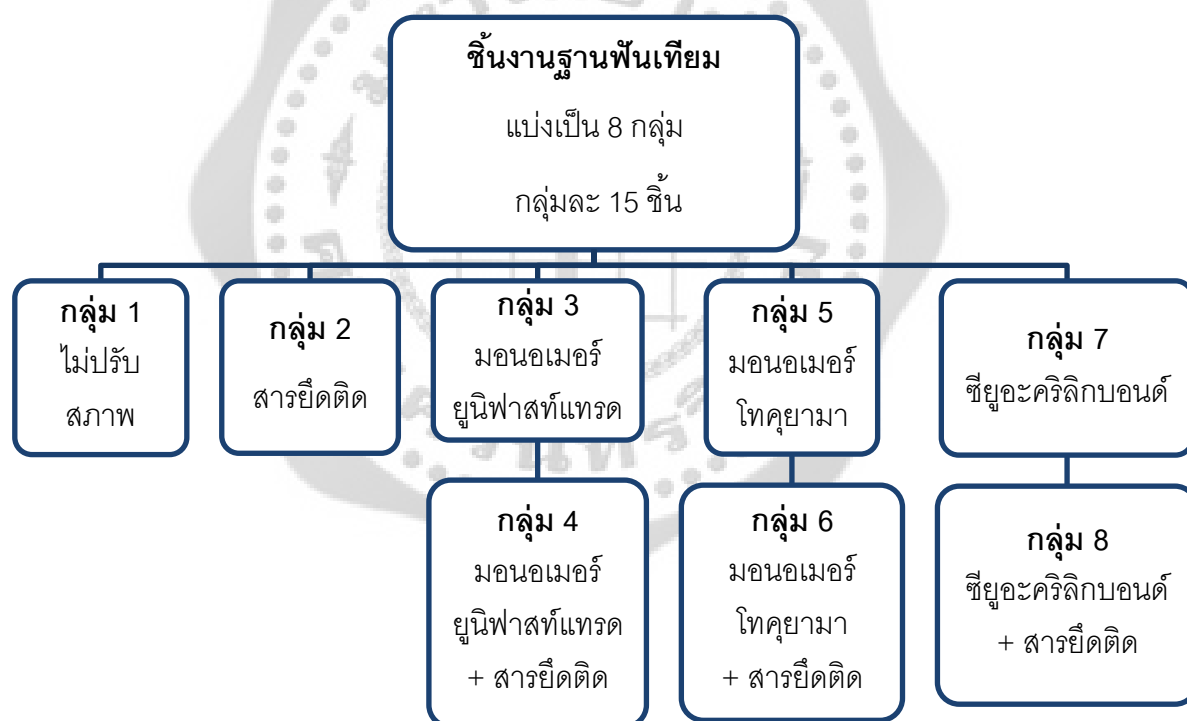 ชิ้นงานฐานฟันเทียม
แบ่งเป็น 8 กลุ่ม
กลุ่มละ 15 ชิ้น
กลุ่ม 1
ไม่ปรับ
สภาพ
กลุ่ม 2
สารยึดติด
กลุ่ม 3
มอนอเมอร์
ยูนิฟาสท์แทรด
กลุ่ม 5
มอนอเมอร์
โทคุยามา
กลุ่ม 7
ซียูอะคริลิกบอนด์
กลุ่ม 4
มอนอเมอร์
ยูนิฟาสท์แทรด
+ สารยึดติด
กลุ่ม 6
มอนอเมอร์
โทคุยามา
+ สารยึดติด
กลุ่ม 8
ซียูอะคริลิกบอนด์
+ สารยึดติด